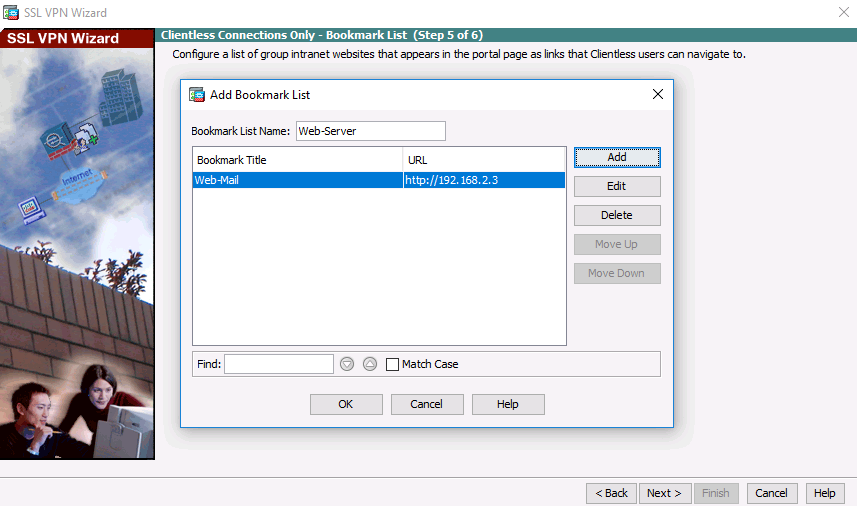 SSL VPN Wizard
SSL VPN Wizard
Clientless Connections Only - Bookmark List (Step 5 of 6)
Configure a list of group intranet websites that appears in the portal page as links that Clientless users can navigate to.
Internet
Add Bookmark List
Bookmark List Name: Web-Server
Bookmark Title URL
Web-Mail http://192.168.2.3
Add
Edit
Delete
Move Up
Move Down
Find: Match Case
OK Cancel Help
< Back Next > Finish Cancel Help